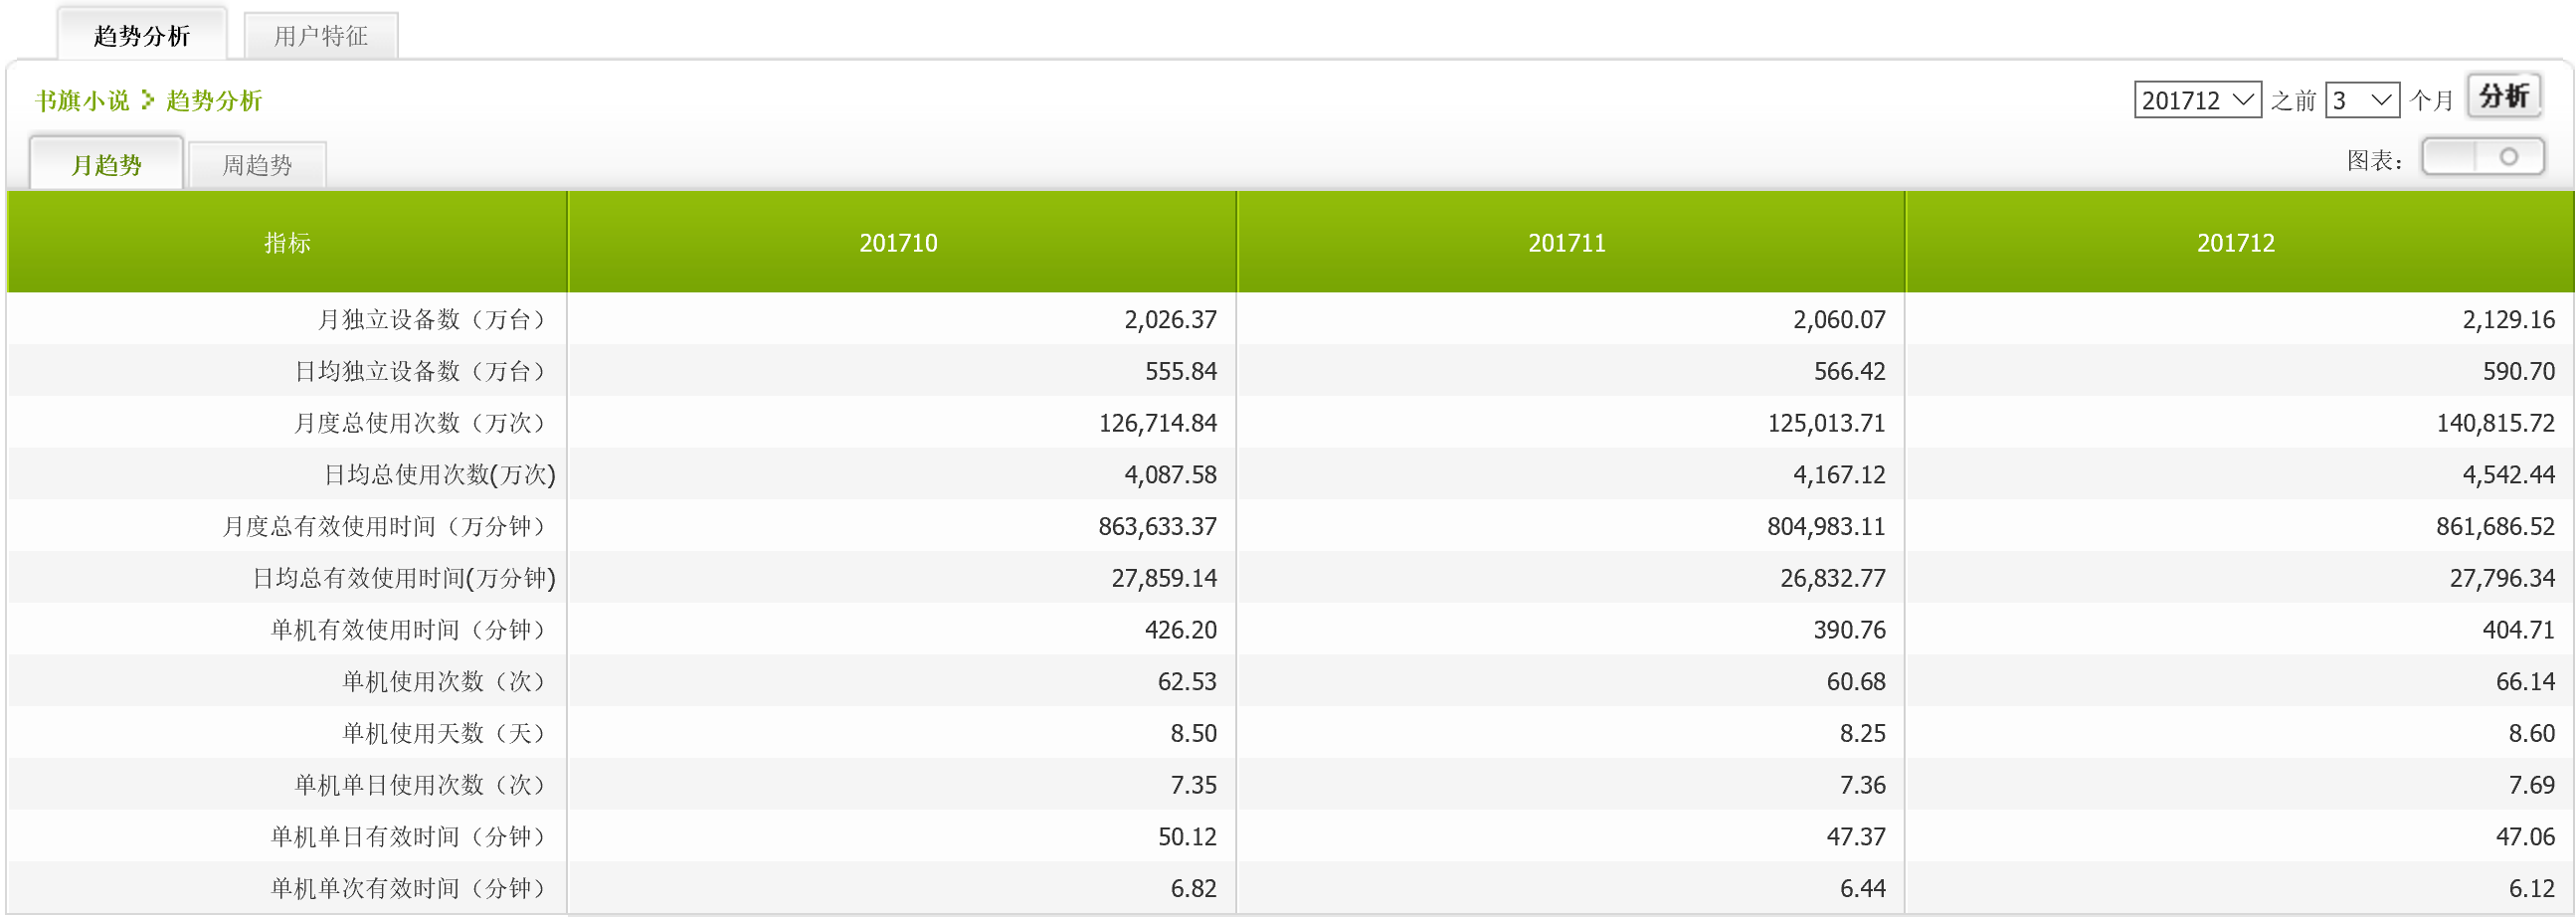 趋势分析 用户特征
书旗小说 > 趋势分析 201712 之前 3 个月 分析
月趋势 周趋势 图表：
指标 201710 201711 201712
月独立设备数（万台） 2,026.37 2,060.07 2,129.16
日均独立设备数（万台） 555.84 566.42 590.70
月度总使用次数（万次） 126,714.84 125,013.71 140,815.72
日均总使用次数(万次) 4,087.58 4,167.12 4,542.44
月度总有效使用时间（万分钟） 863,633.37 804,983.11 861,686.52
日均总有效使用时间(万分钟) 27,859.14 26,832.77 27,796.34
单机有效使用时间（分钟） 426.20 390.76 404.71
单机使用次数（次） 62.53 60.68 66.14
单机使用天数（天） 8.50 8.25 8.60
单机单日使用次数（次） 7.35 7.36 7.69
单机单日有效时间（分钟） 50.12 47.37 47.06
单机单次有效时间（分钟） 6.82 6.44 6.12